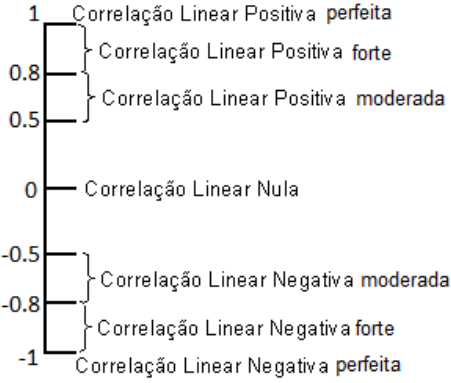 1 Correlação Linear Positiva perfeita
Correlação Linear Positiva forte
0.8
Correlação Linear Positiva moderada
0.5
0 Correlação Linear Nula
-0.5
Correlação Linear Negativa moderada
-0.8
Correlação Linear Negativa forte
-1
Correlação Linear Negativa perfeita